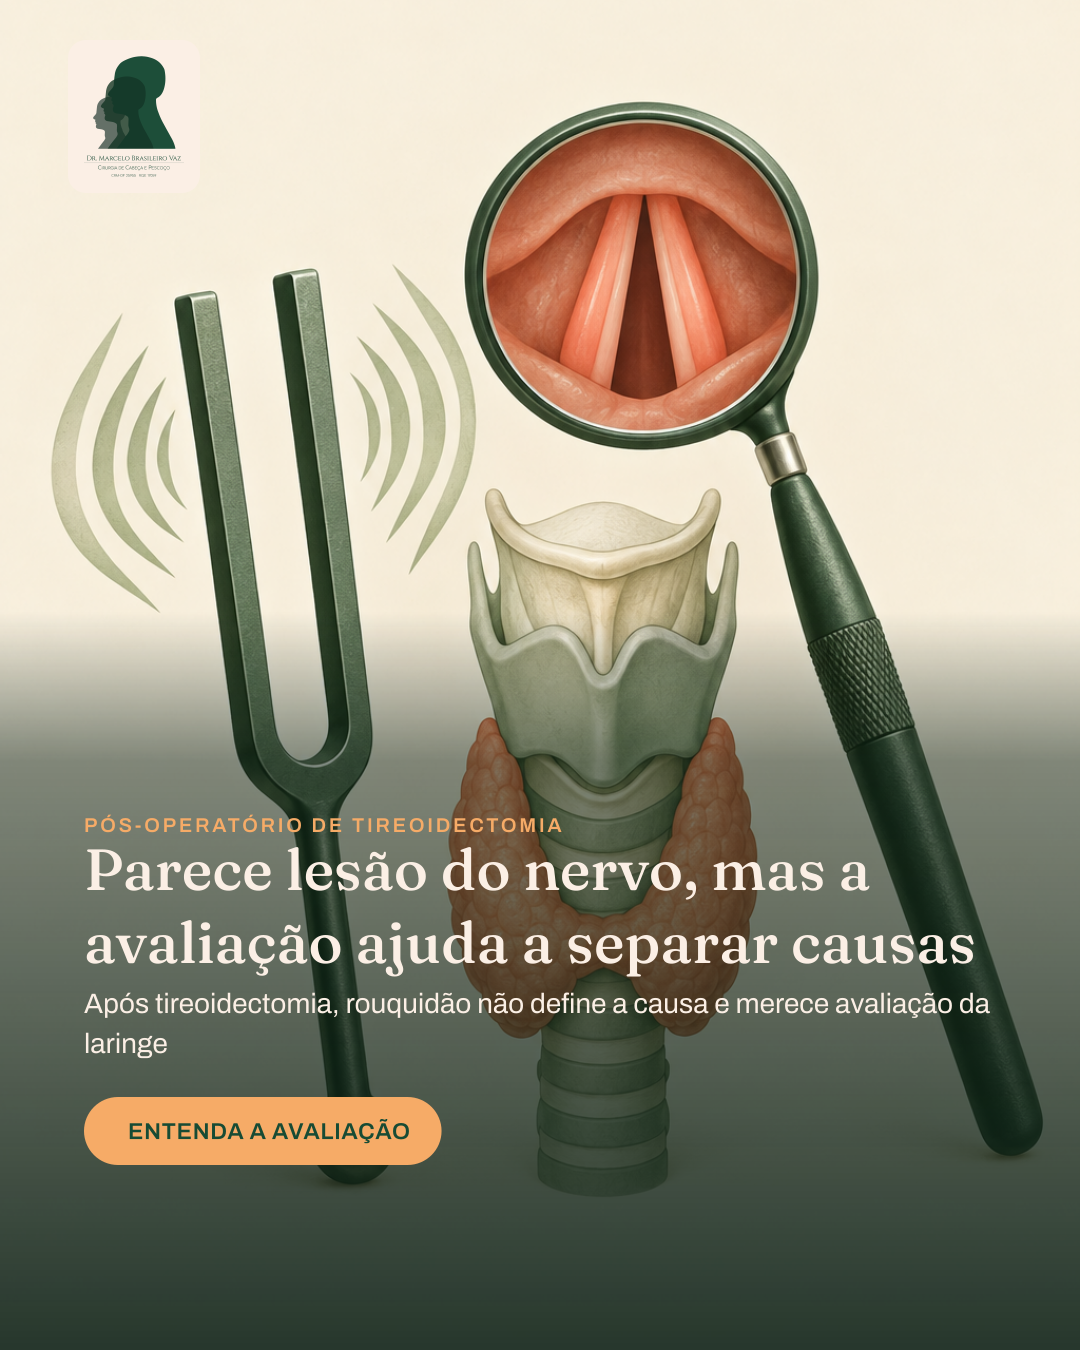 DR. MARCELO BRASILEIRO VAZ
CIRURGIA DE CABEÇA E PESCOÇO
PÓS-OPERATÓRIO DE TIREOIDECTOMIA
Parece lesão do nervo, mas a
avaliação ajuda a separar causas
Após tireoidectomia, rouquidão não define a causa e merece avaliação da
laringe
ENTENDA A AVALIAÇÃO